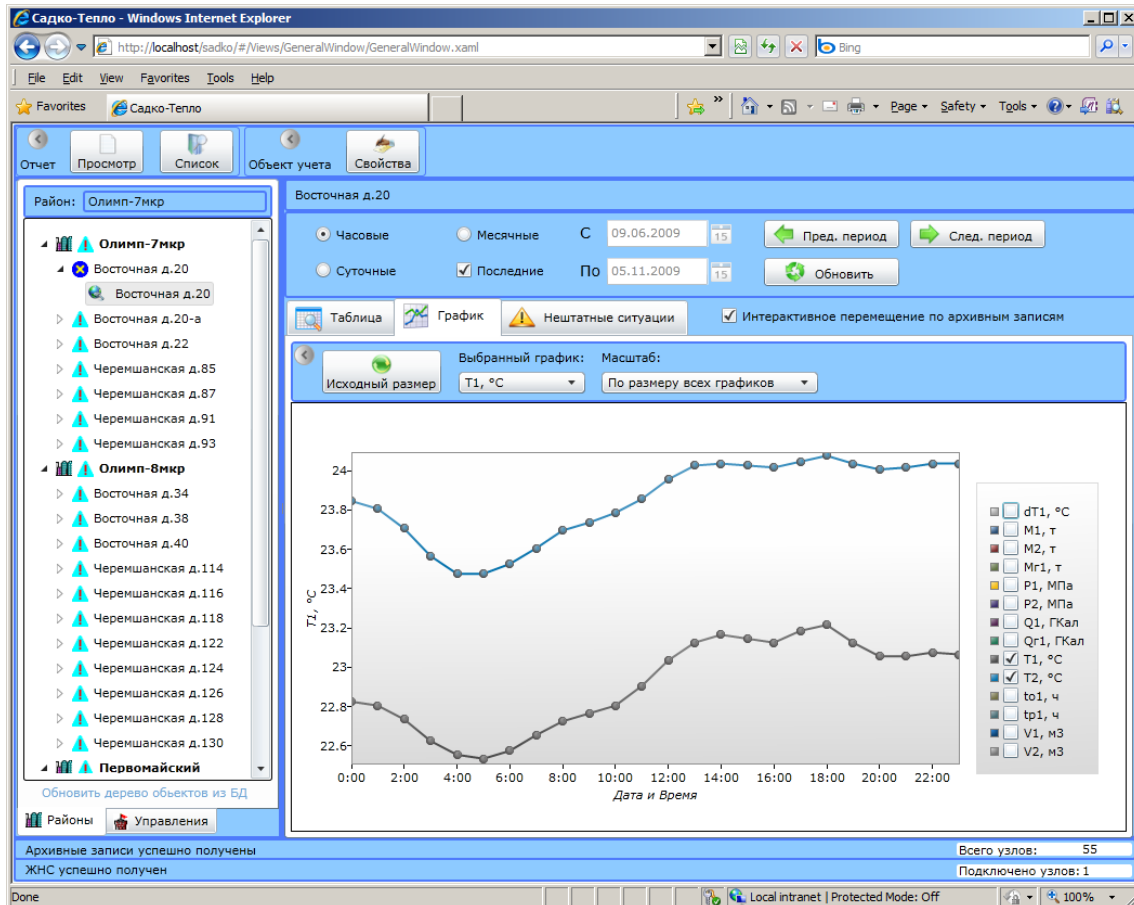 Садко-Тепло - Windows Internet Explorer
http://localhost/sadko/#/Views/GeneralWindow/GeneralWindow.xaml
Bing
File Edit View Favorites Tools Help
Favorites Садко-Тепло
» Page Safety Tools
Отчет Просмотр Список Объект учета Свойства
Район: Олимп-7мкр
Олимп-7мкр
Восточная д.20
Восточная д.20
Восточная д.20-а
Восточная д.22
Черемшанская д.85
Черемшанская д.87
Черемшанская д.91
Черемшанская д.93
Олимп-8мкр
Восточная д.34
Восточная д.38
Восточная д.40
Черемшанская д.114
Черемшанская д.116
Черемшанская д.118
Черемшанская д.122
Черемшанская д.124
Черемшанская д.126
Черемшанская д.128
Черемшанская д.130
Первомайский
Обновить дерево обьектов из БД
Районы Управления
Восточная д.20
Часовые Месячные С 09.06.2009 15 Пред. период След. период
Суточные Последние По 05.11.2009 15 Обновить
Таблица График Нештатные ситуации Интерактивное перемещение по архивным записям
Исходный размер
Выбранный график: Масштаб:
T1, °C По размеру всех графиков
T1, °C
24
23.8
23.6
23.4
23.2
23
22.8
22.6
0:00 2:00 4:00 6:00 8:00 10:00 12:00 14:00 16:00 18:00 20:00 22:00
Дата и Время
dT1, °C
M1, т
M2, т
Mг1, т
P1, МПа
P2, МПа
Q1, ГКал
Qг1, ГКал
T1, °C
T2, °C
to1, ч
tp1, ч
V1, м3
V2, м3
Архивные записи успешно получены Всего узлов: 55
ЖНС успешно получен Подключено узлов: 1
Done Local intranet | Protected Mode: Off 100%